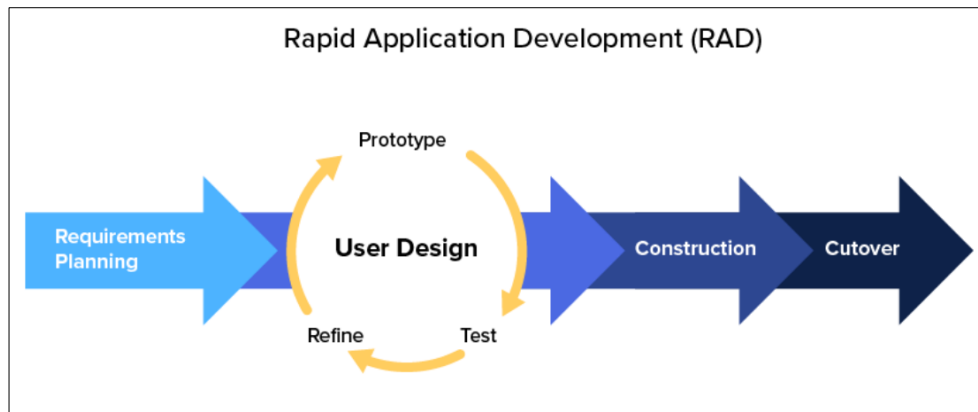 Rapid Application Development (RAD)
Prototype
Requirements
Planning
User Design
Construction
Cutover
Refine
Test